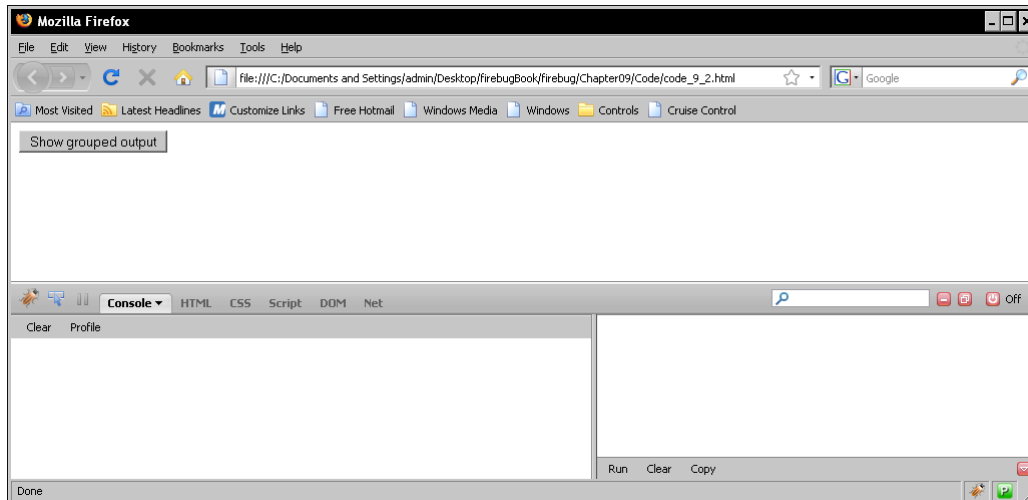 Mozilla Firefox
File Edit View History Bookmarks Tools Help
file:///C:/Documents and Settings/admin/Desktop/firebugBook/firebug/Chapter09/Code/code_9_2.html G Google
Most Visited Latest Headlines M Customize Links Free Hotmail Windows Media Windows Controls Cruise Control
Show grouped output
Console HTML CSS Script DOM Net Off
Clear Profile
Run Clear Copy
Done P